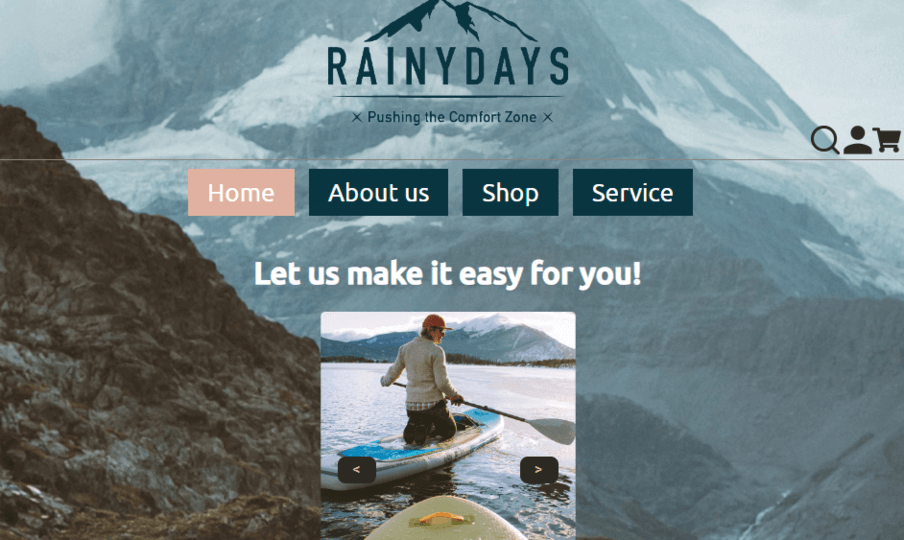 RAINYDAYS
× Pushing the Comfort Zone ×
Home About us Shop Service
Let us make it easy for you!
< >